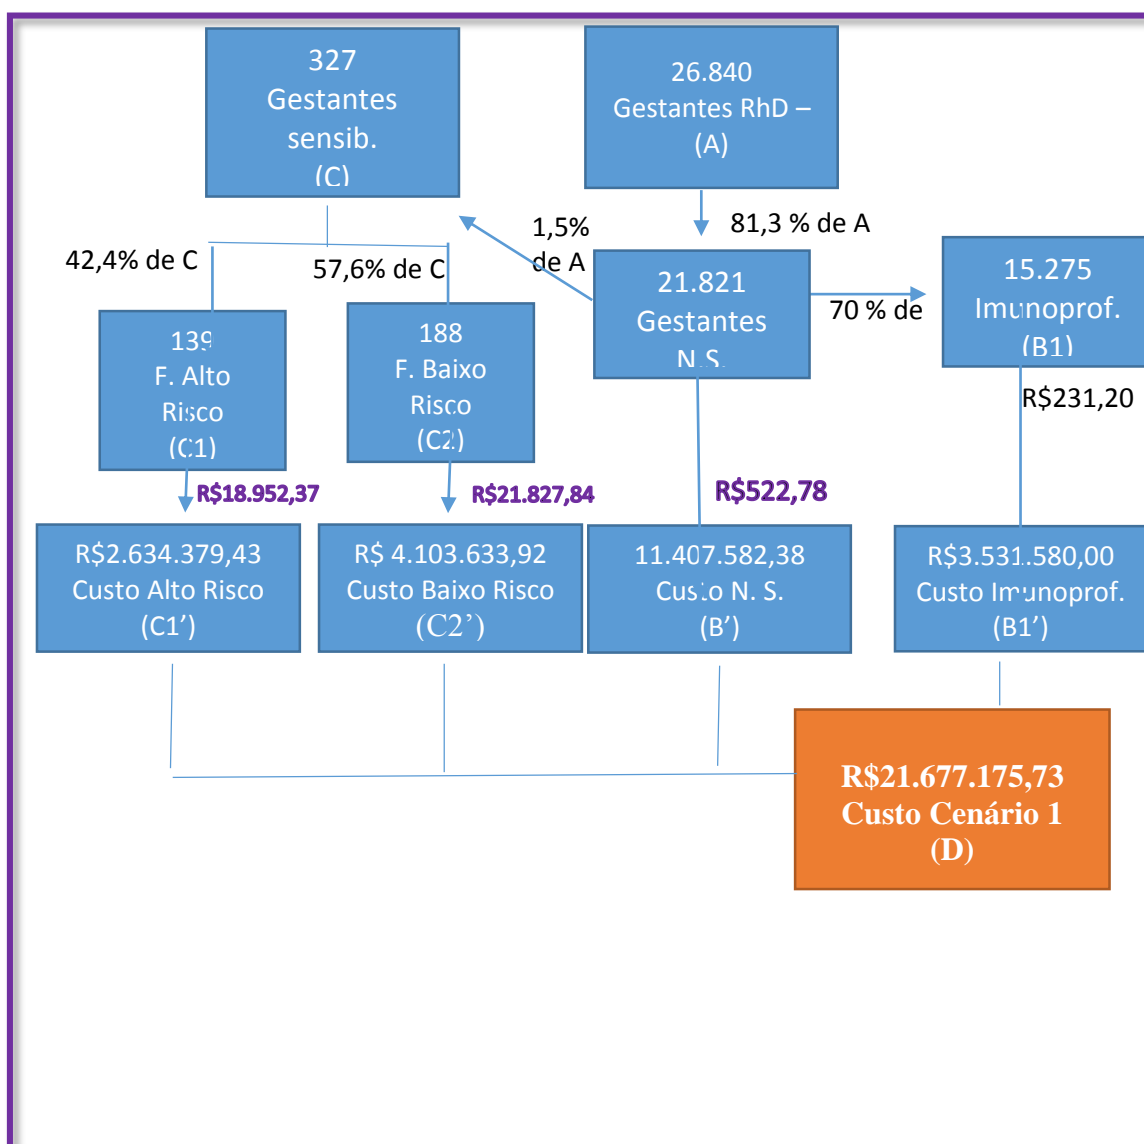 327
Gestantes
sensib.
(C)
26.840
Gestantes RhD –
(A)
1,5%
de A
81,3 % de A
42,4% de C
57,6% de C
21.821
Gestantes
N.S.
70 % de
15.275
Imunoprof.
(B1)
139
F. Alto
Risco
(C1)
188
F. Baixo
Risco
(C2)
R$231,20
R$18.952,37
R$21.827,84
R$522,78
R$2.634.379,43
Custo Alto Risco
(C1')
R$ 4.103.633,92
Custo Baixo Risco
(C2’)
11.407.582,38
Custo N. S.
(B’)
R$3.531.580,00
Custo Imunoprof.
(B1’)
R$21.677.175,73
Custo Cenário 1
(D)